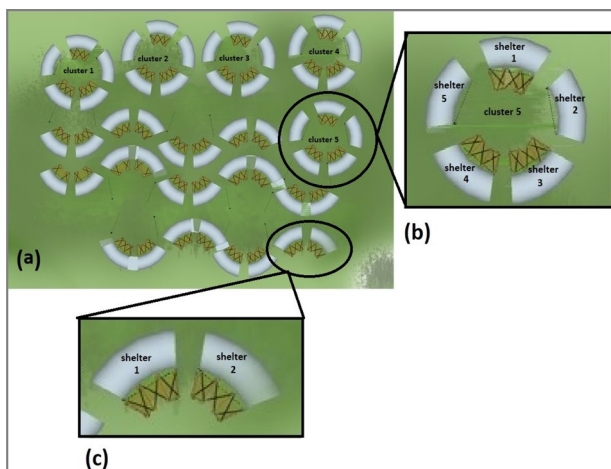 cluster 1
cluster 2
cluster 3
cluster 4
cluster 5
(a)
shelter
1
shelter
5
shelter
2
cluster 5
shelter
4
shelter
3
(b)
shelter
1
shelter
2
(c)